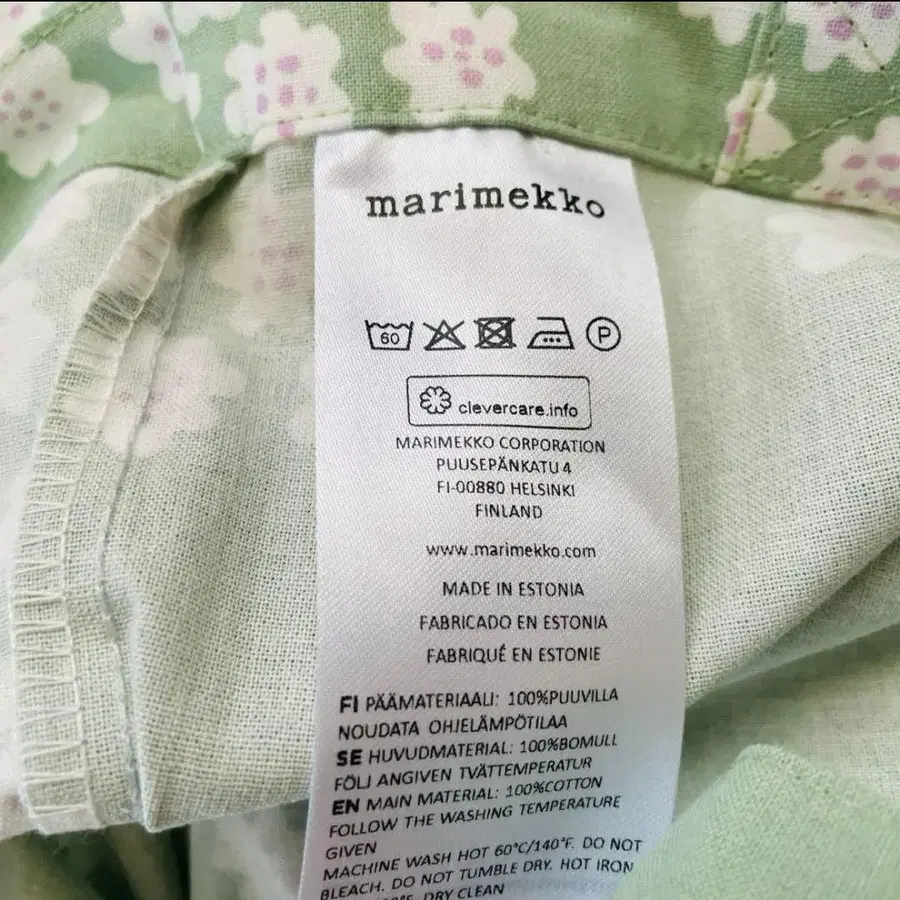 marimekko
60 P
clevercare.info
MARIMEKKO CORPORATION
PUUSEPÄNKATU 4
FI-00880 HELSINKI
FINLAND
www.marimekko.com
MADE IN ESTONIA
FABRICADO EN ESTONIA
FABRIQUÉ EN ESTONIE
FI PÄÄMATERIAALI: 100%PUUVILLA
NOUDATA OHJELÄMPÖTILAA
SE HUVUDMATERIAL: 100%BOMULL
FÖLJ ANGIVEN TVÄTTEMPERATUR
EN MAIN MATERIAL: 100%COTTON
FOLLOW THE WASHING TEMPERATURE
GIVEN
MACHINE WASH HOT 60°C/140°F. DO NOT
BLEACH. DO NOT TUMBLE DRY. HOT IRON
DRY CLEAN